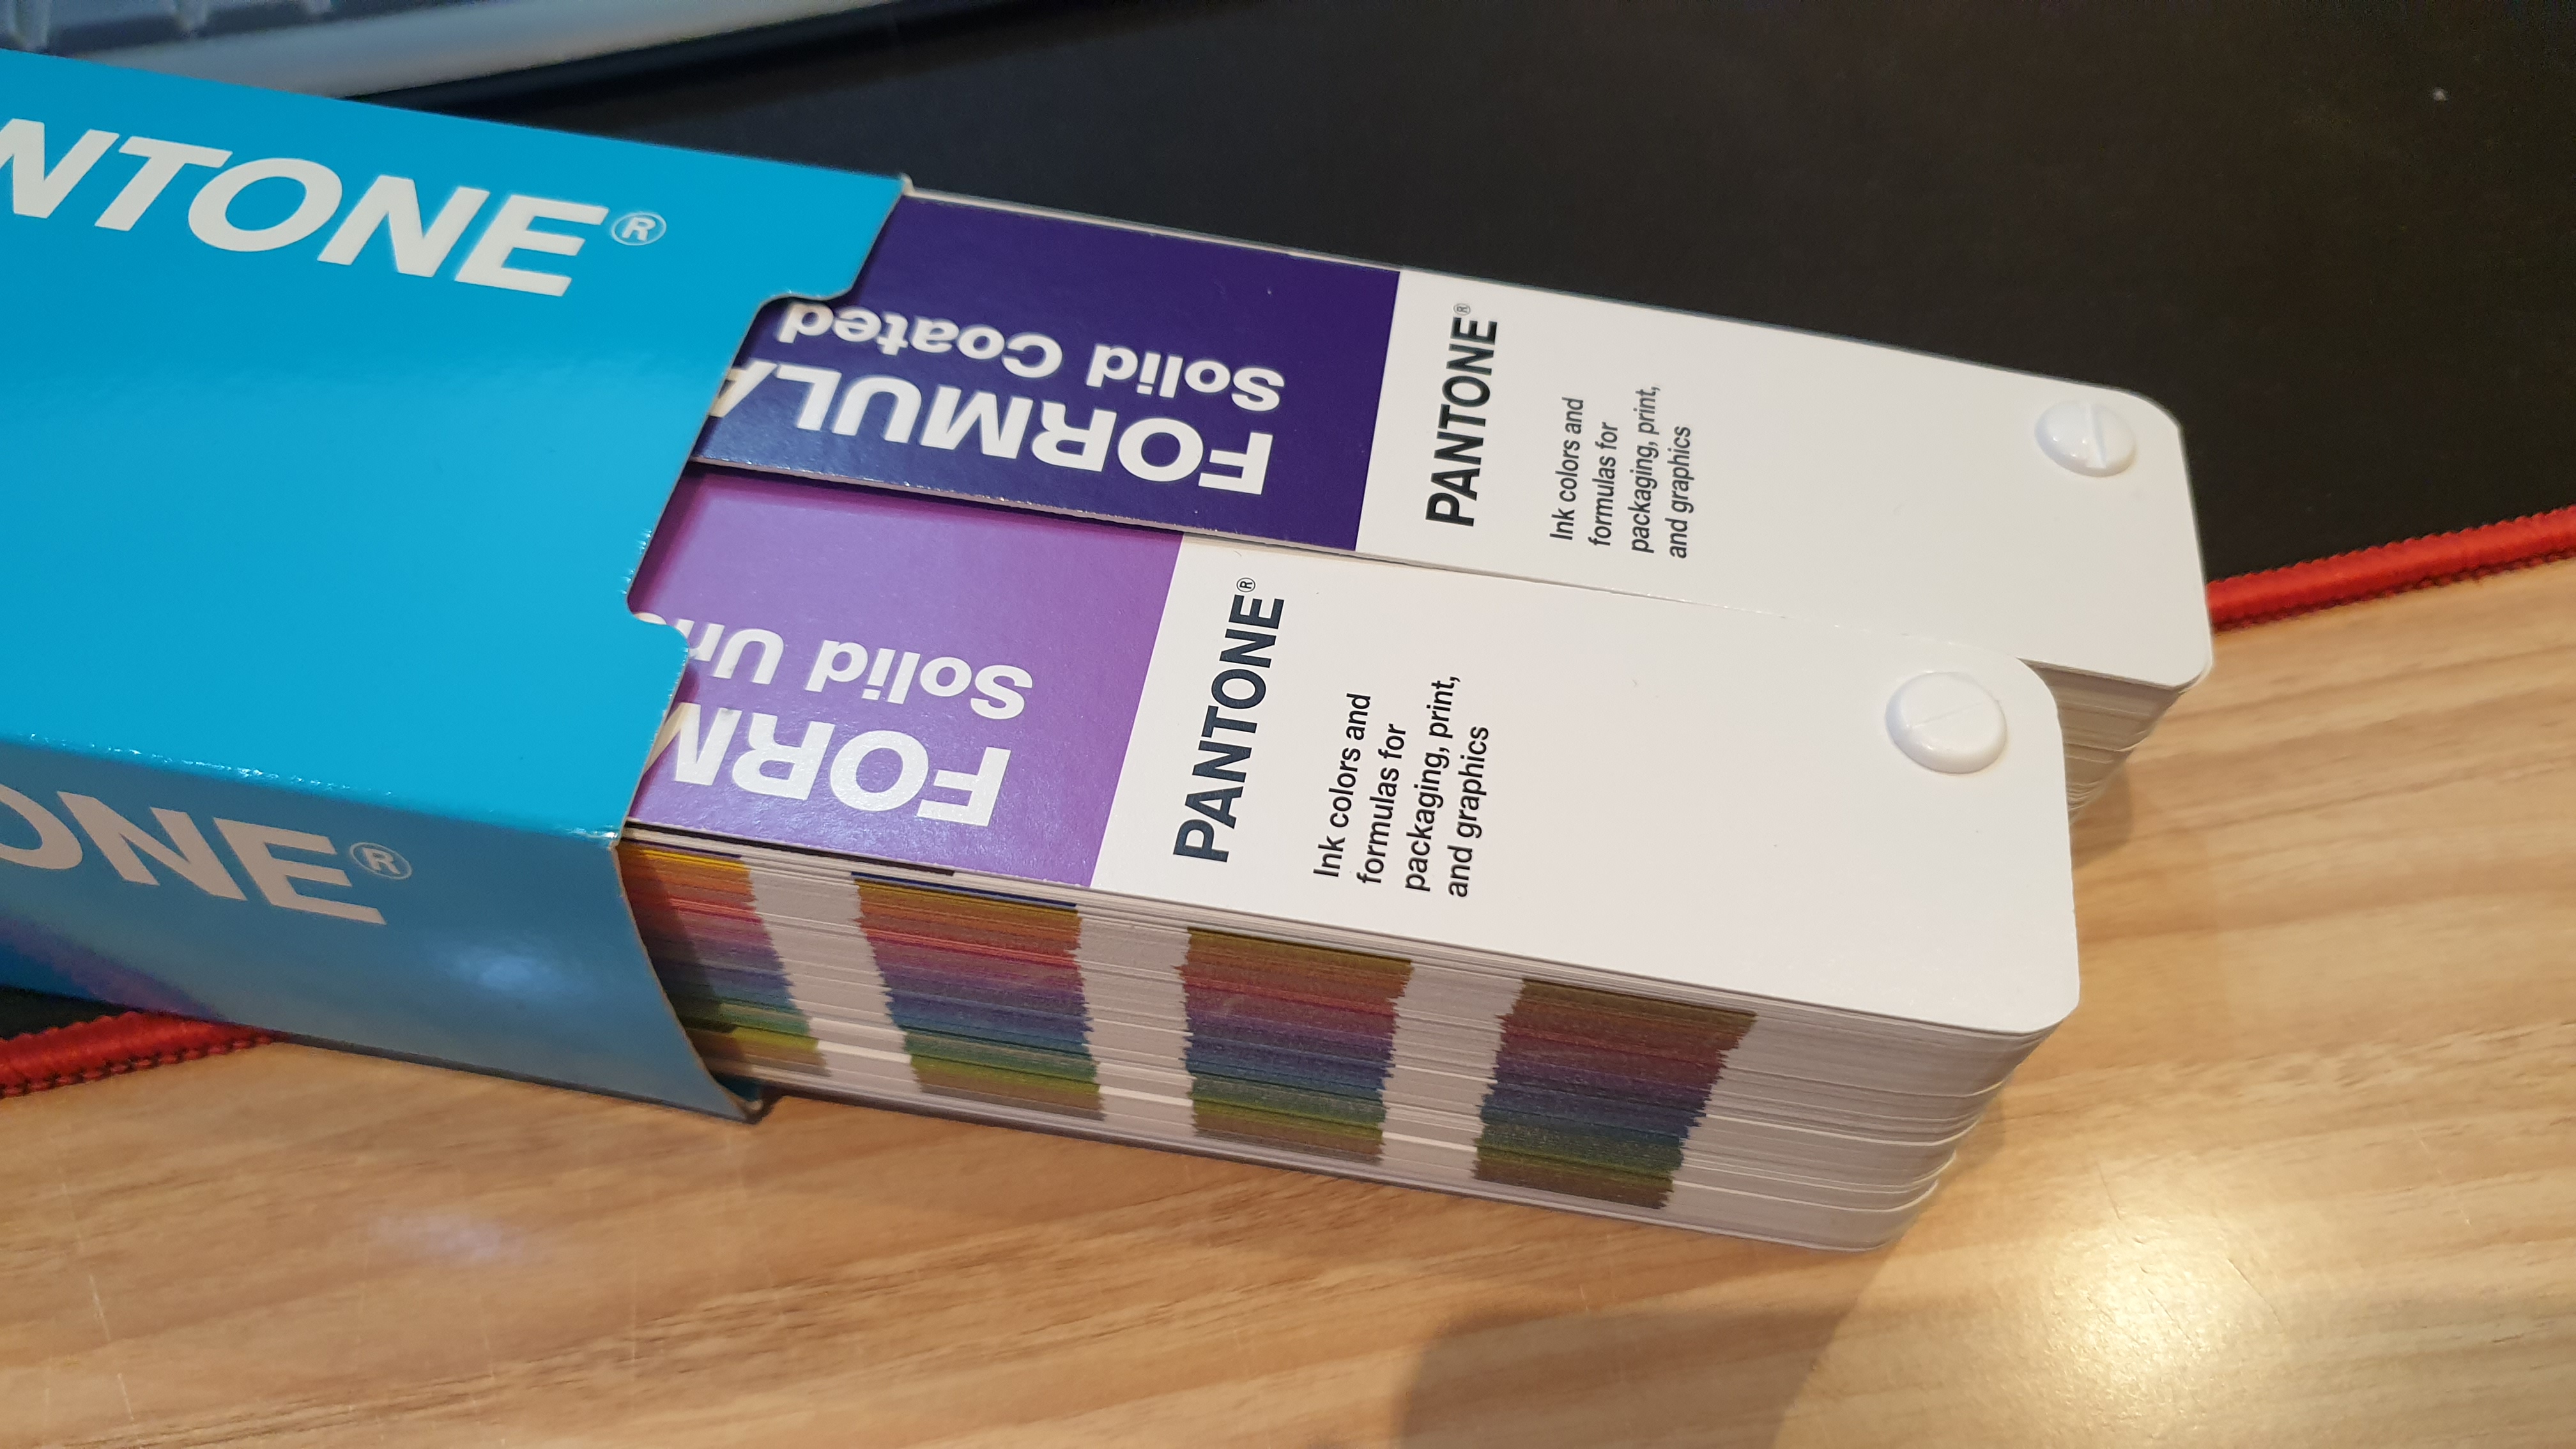 NTONE®
ONE®
Solid Coated
FORMULA
PANTONE®
Ink colors and
formulas for
packaging, print,
and graphics
Solid Un
FORM
PANTONE®
Ink colors and
formulas for
packaging, print,
and graphics